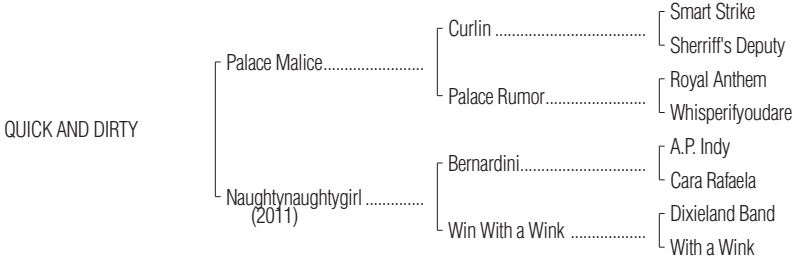 Smart Strike
Curlin ....................................
Sherriff's Deputy
Palace Malice........................
Royal Anthem
Palace Rumor........................
Whisperifyoudare
QUICK AND DIRTY
A.P. Indy
Bernardini..............................
Cara Rafaela
Naughtynaughtygirl ..............
(2011)
Dixieland Band
Win With a Wink ..................
With a Wink